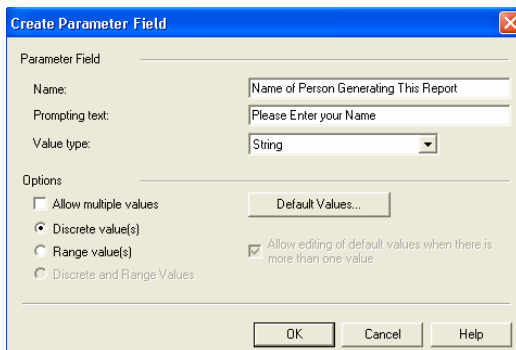 Create Parameter Field
Parameter Field
Name:
Name of Person Generating This Report
Prompting text:
Please Enter your Name
Value type:
String
Options
Allow multiple values
Default Values...
Discrete value(s)
Range value(s)
Allow editing of default values when there is
more than one value
Discrete and Range Values
OK
Cancel
Help